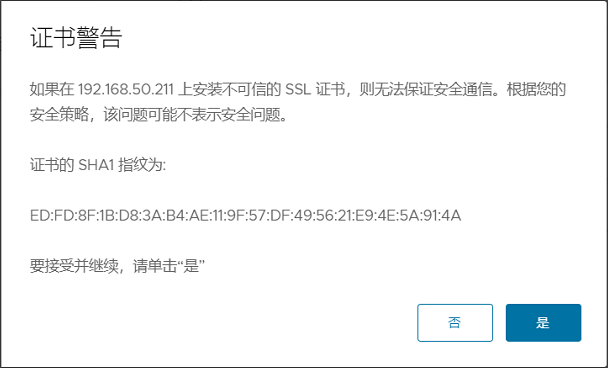 证书警告
如果在 192.168.50.211 上安装不可信的 SSL 证书，则无法保证安全通信。根据您的
安全策略，该问题可能不表示安全问题。
证书的 SHA1 指纹为:
ED:FD:8F:1B:D8:3A:B4:AE:11:9F:57:DF:49:56:21:E9:4E:5A:91:4A
要接受并继续，请单击“是”
否
是